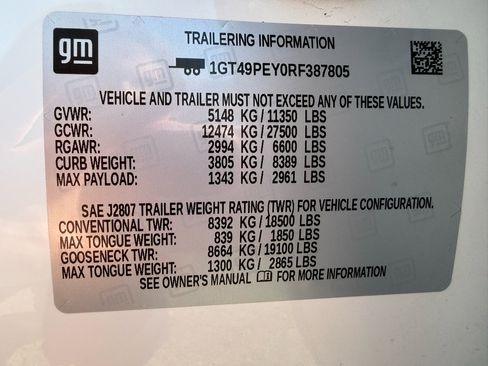 gm
TRAILERING INFORMATION
1GT49PEY0RF387805
VEHICLE AND TRAILER MUST NOT EXCEED ANY OF THESE VALUES.
GVWR: 5148 KG/11350 LBS
GCWR: 12474 KG/27500 LBS
RGAWR: 2994 KG/ 6600 LBS
CURB WEIGHT: 3805 KG/ 8389 LBS
MAX PAYLOAD: 1343 KG/ 2961 LBS
SAE J2807 TRAILER WEIGHT RATING (TWR) FOR VEHICLE CONFIGURATION.
CONVENTIONAL TWR: 8392 KG/18500 LBS
MAX TONGUE WEIGHT: 839 KG/ 1850 LBS
GOOSENECK TWR: 8664 KG/19100 LBS
MAX TONGUE WEIGHT: 1300 KG/ 2865 LBS
SEE OWNER'S MANUAL FOR MORE INFORMATION